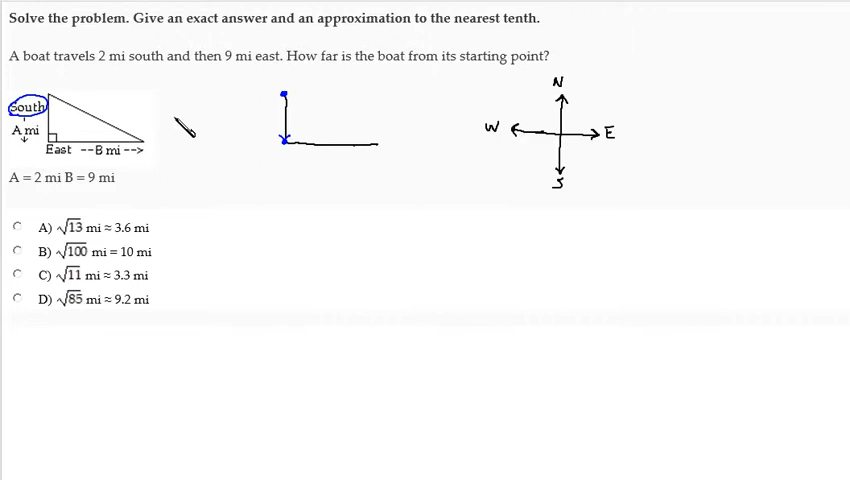 Solve the problem. Give an exact answer and an approximation to the nearest tenth.
A boat travels 2 mi south and then 9 mi east. How far is the boat from its starting point?
N
South
A mi
W
E
East --B mi -->
S
A = 2 mi B = 9 mi
A) √13 mi ≈ 3.6 mi
B) √100 mi = 10 mi
C) √11 mi ≈ 3.3 mi
D) √85 mi ≈ 9.2 mi